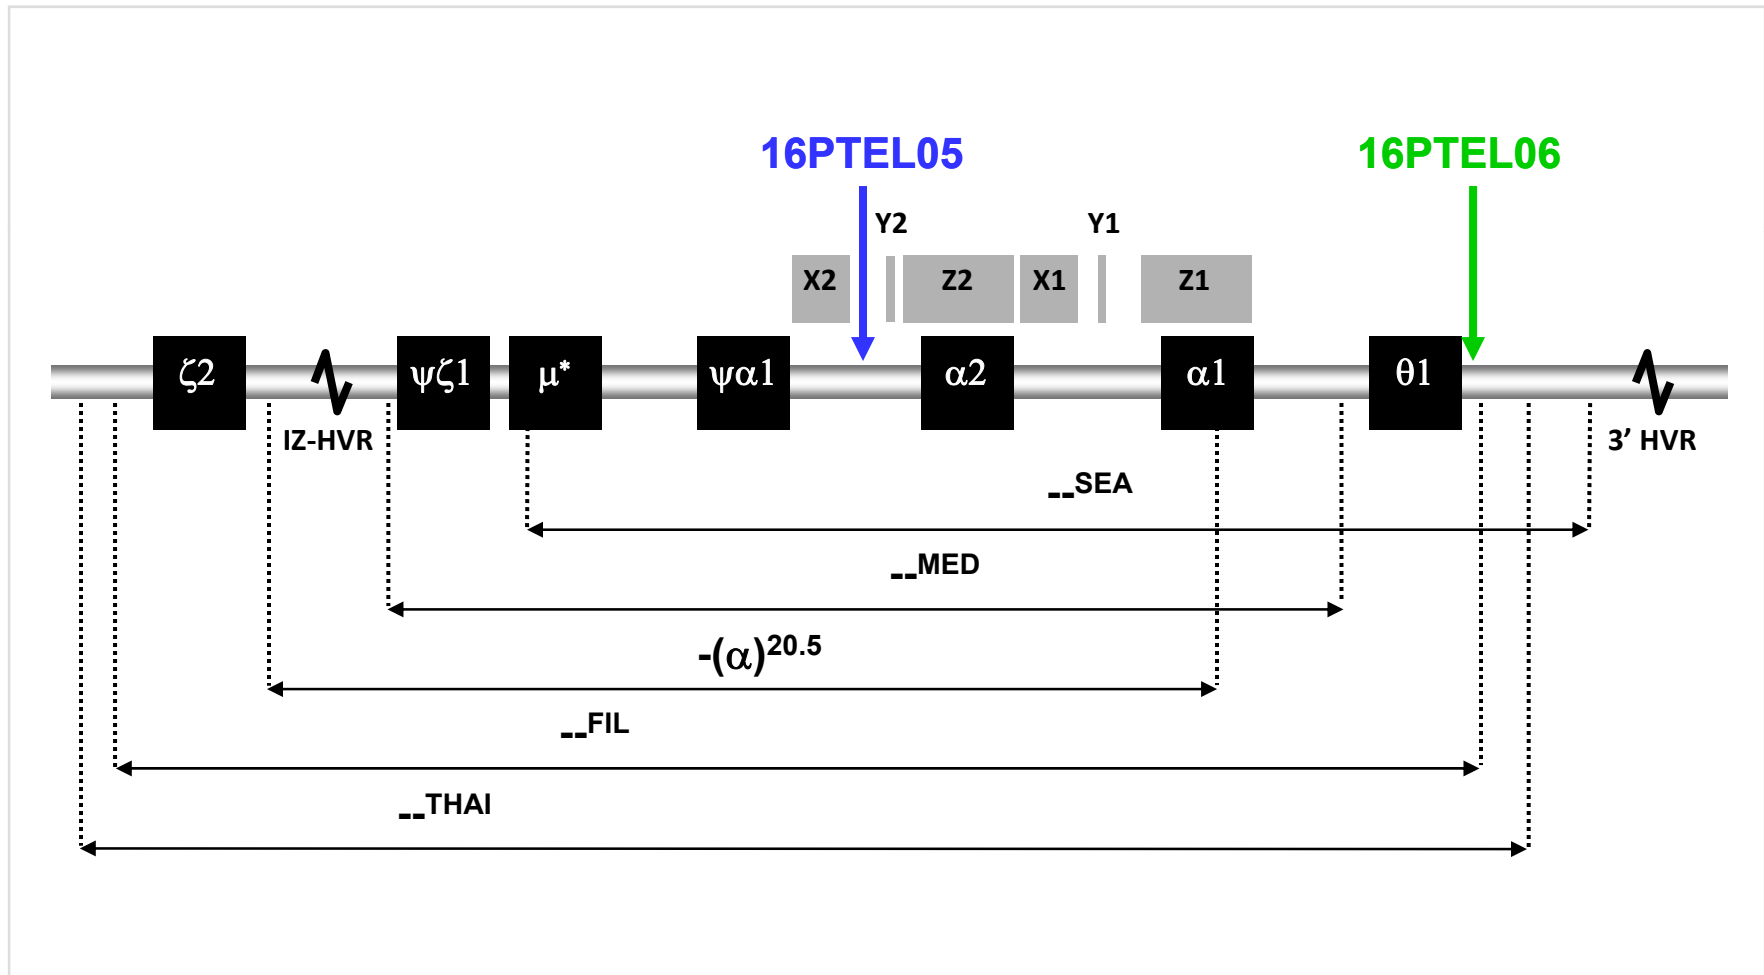 16PTEL05 16PTEL06
Y2 Y1
X2 Z2 X1 Z1
ζ2 ψζ1 μ* ψα1 α2 α1 θ1
IZ-HVR 3’ HVR
--SEA
--MED
-(α)20.5
--FIL
--THAI